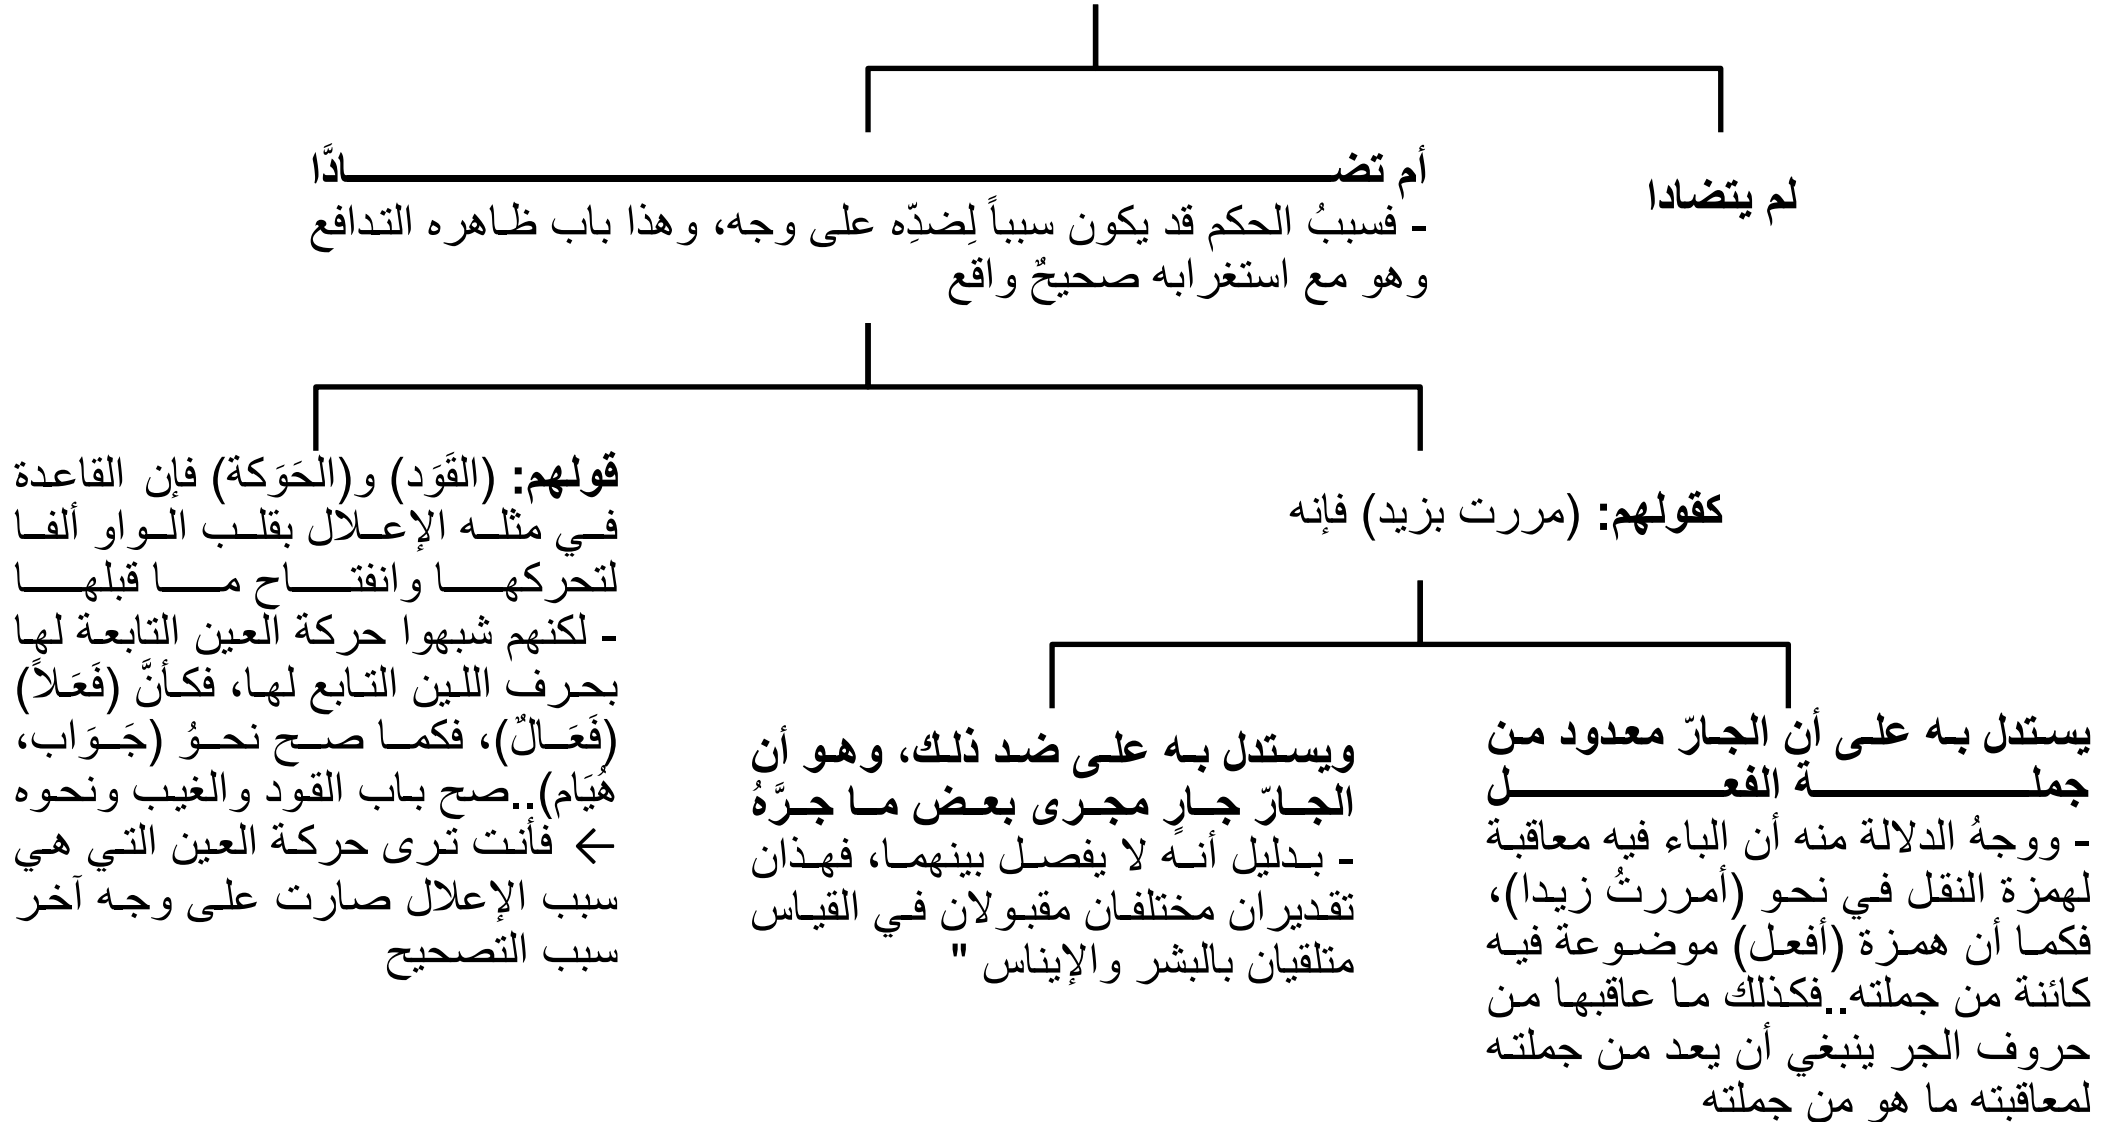 لم يتضادا
أم تضادَّا
- فسببُ الحكم قد يكون سبباً لِضدِّه على وجه، وهذا باب ظاهره التدافع
وهو مع استغرابه صحيحٌ واقع
كقولهم: (مررت بزيد) فإنه
يستدل به على أن الجارّ معدود من
جملة الفعل
- ووجهُ الدلالة منه أن الباء فيه معاقبة
لهمزة النقل في نحو (أمررتُ زيدا)،
فكما أن همزة (أفعل) موضوعة فيه
كائنة من جملته..فكذلك ما عاقبها من
حروف الجر ينبغي أن يعد من جملته
لمعاقبته ما هو من جملته
ويستدل به على ضد ذلك، وهو أن
الجارّ جارٍ مجرى بعض ما جرَّهُ
- بدليل أنه لا يفصل بينهما، فهذان
تقديران مختلفان مقبولان في القياس
متلقيان بالبشر والإيناس "
قولهم: (القَوَد) و(الحَوَكة) فإن القاعدة
في مثله الإعلال بقلب الواو ألفا
لتحركها وانفتاح ما قبلها
- لكنهم شبهوا حركة العين التابعة لها
بحرف اللين التابع لها، فكأنَّ (فَعَلاً)
(فَعَالٌ)، فكما صح نحوُ (جَوَاب،
هُيَام)..صح باب القود والغيب ونحوه
← فأنت ترى حركة العين التي هي
سبب الإعلال صارت على وجه آخر
سبب التصحيح